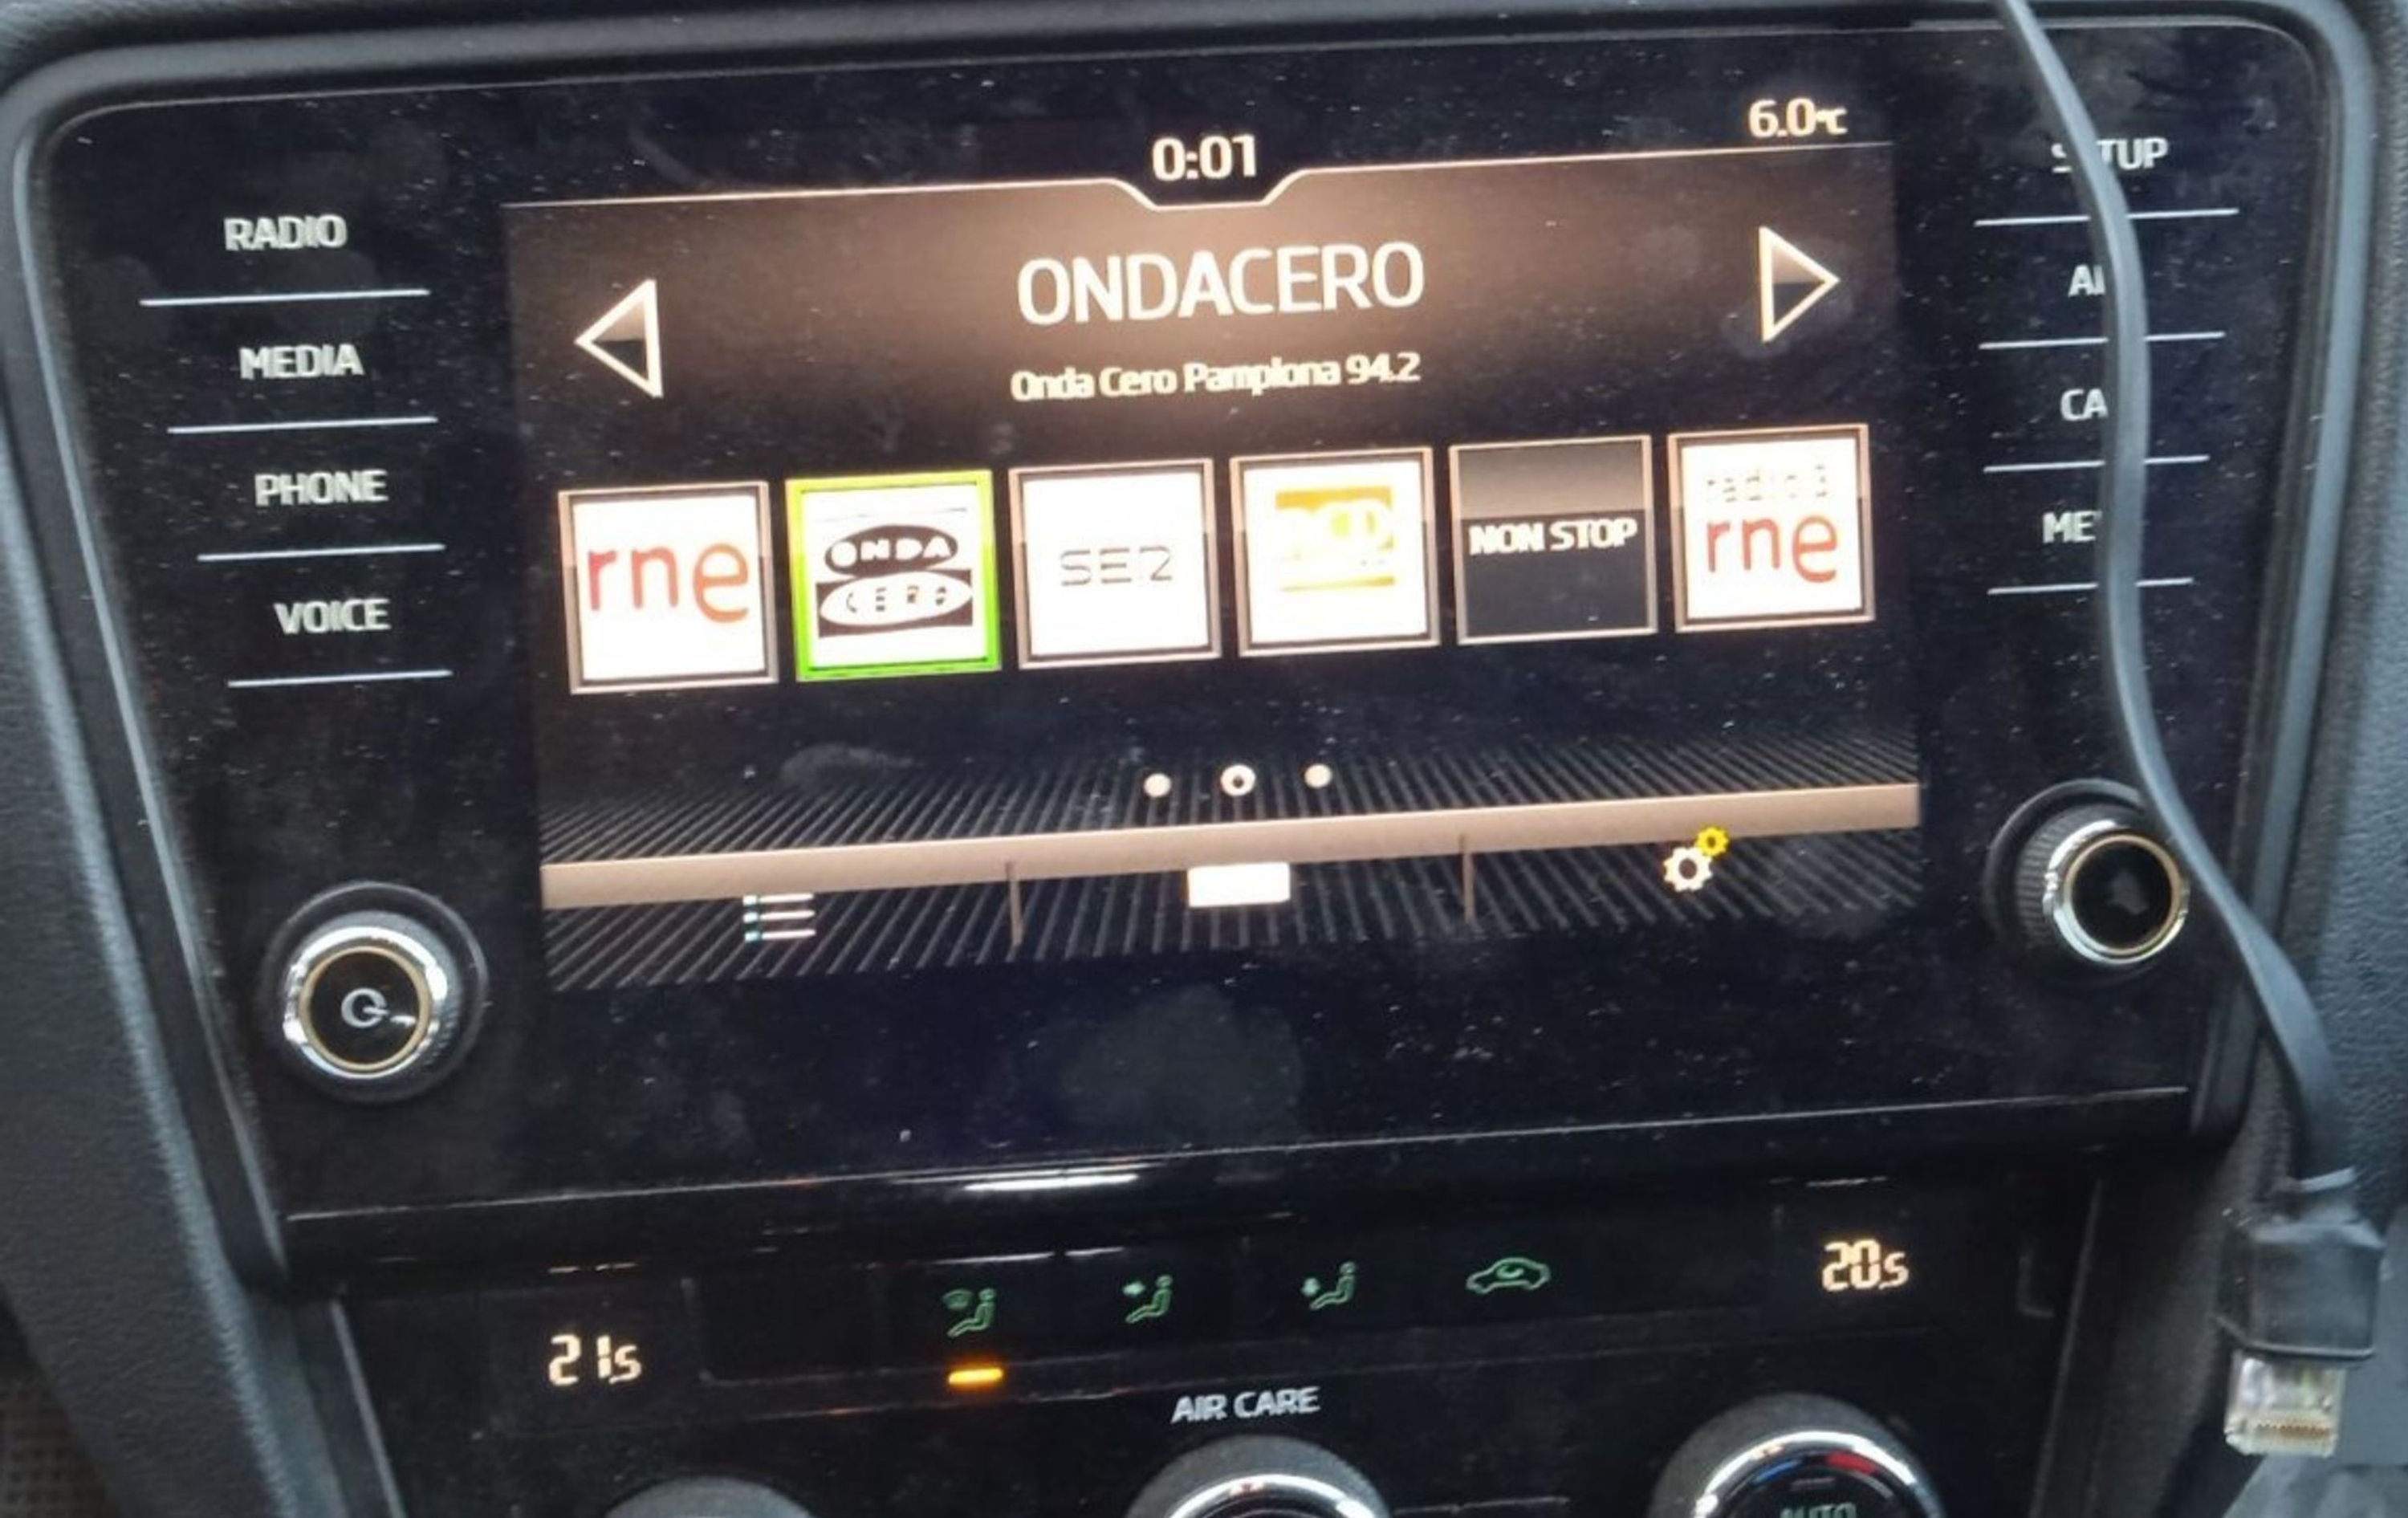 0:01
6.0°C
ONDACERO
Onda Cero Pamplona 94.2
RADIO
MEDIA
PHONE
VOICE
rne
ONDA
CERO
SER
NON STOP
radio 3
rne
21.5
20.5
AIR CARE
AUTO